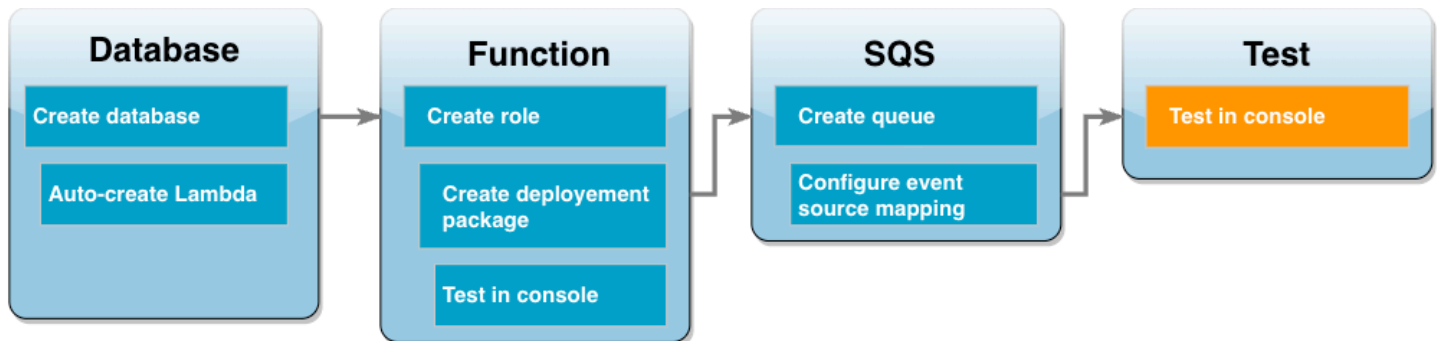 Database
Create database
Auto-create Lambda
Function
Create role
Create deployement
package
Test in console
SQS
Create queue
Configure event
source mapping
Test
Test in console